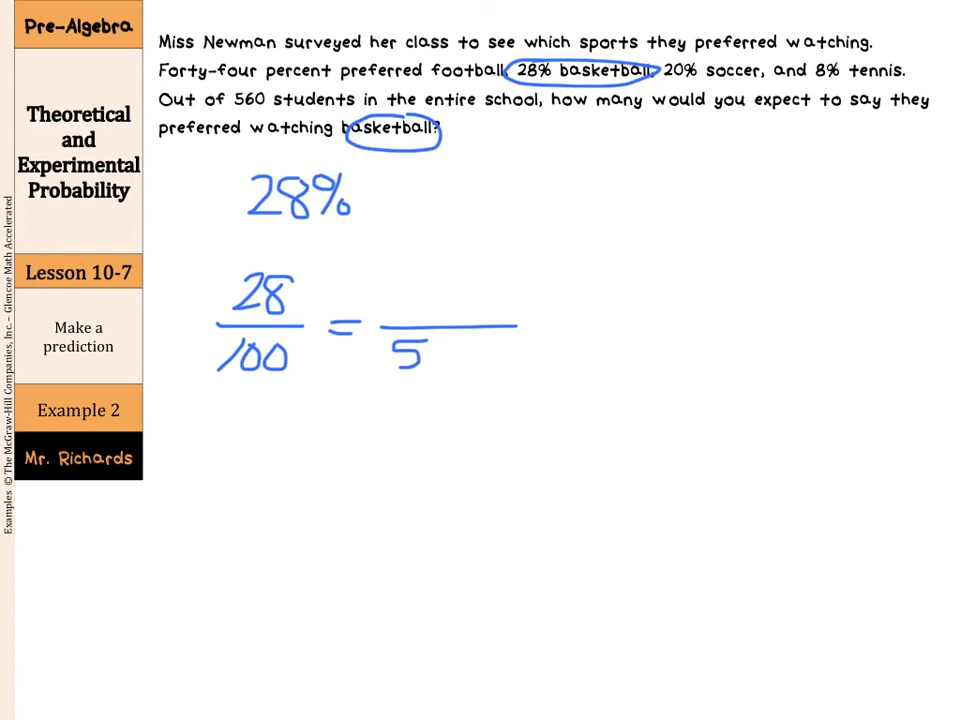 Pre-Algebra
Theoretical
and
Experimental
Probability
Lesson 10-7
Make a
prediction
Example 2
Mr. Richards
Examples © The McGraw-Hill Companies, Inc. – Glencoe Math Accelerated
Miss Newman surveyed her class to see which sports they preferred watching.
Forty-four percent preferred football, 28% basketball, 20% soccer, and 8% tennis.
Out of 560 students in the entire school, how many would you expect to say they
preferred watching basketball?
28%
28
=
100 5